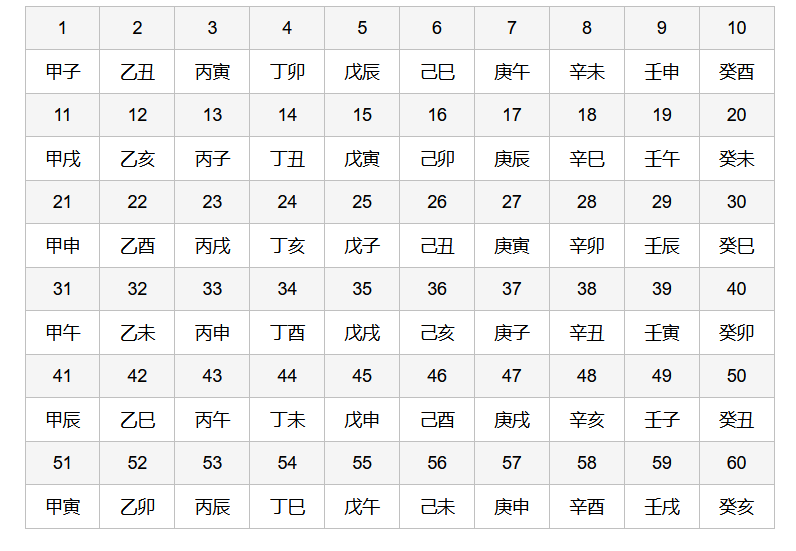 1 2 3 4 5 6 7 8 9 10
甲子 乙丑 丙寅 丁卯 戊辰 己巳 庚午 辛未 壬申 癸酉
11 12 13 14 15 16 17 18 19 20
甲戌 乙亥 丙子 丁丑 戊寅 己卯 庚辰 辛巳 壬午 癸未
21 22 23 24 25 26 27 28 29 30
甲申 乙酉 丙戌 丁亥 戊子 己丑 庚寅 辛卯 壬辰 癸巳
31 32 33 34 35 36 37 38 39 40
甲午 乙未 丙申 丁酉 戊戌 己亥 庚子 辛丑 壬寅 癸卯
41 42 43 44 45 46 47 48 49 50
甲辰 乙巳 丙午 丁未 戊申 己酉 庚戌 辛亥 壬子 癸丑
51 52 53 54 55 56 57 58 59 60
甲寅 乙卯 丙辰 丁巳 戊午 己未 庚申 辛酉 壬戌 癸亥